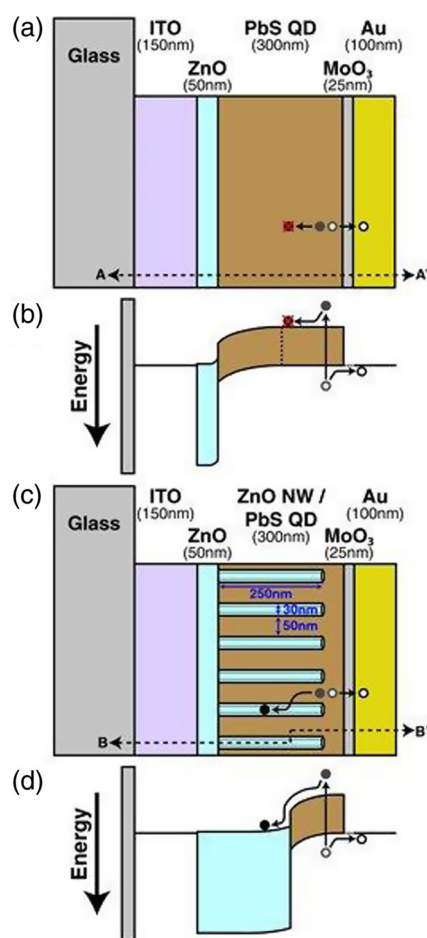 (a)
ITO
(150nm)
PbS QD
(300nm)
Au
(100nm)
Glass
ZnO
(50nm)
MoO₃
(25nm)
A
A'
(b)
Energy
(c)
ITO
(150nm)
ZnO NW /
PbS QD
(300nm)
Au
(100nm)
Glass
ZnO
(50nm)
MoO₃
(25nm)
250nm
30nm
50nm
B
B'
(d)
Energy